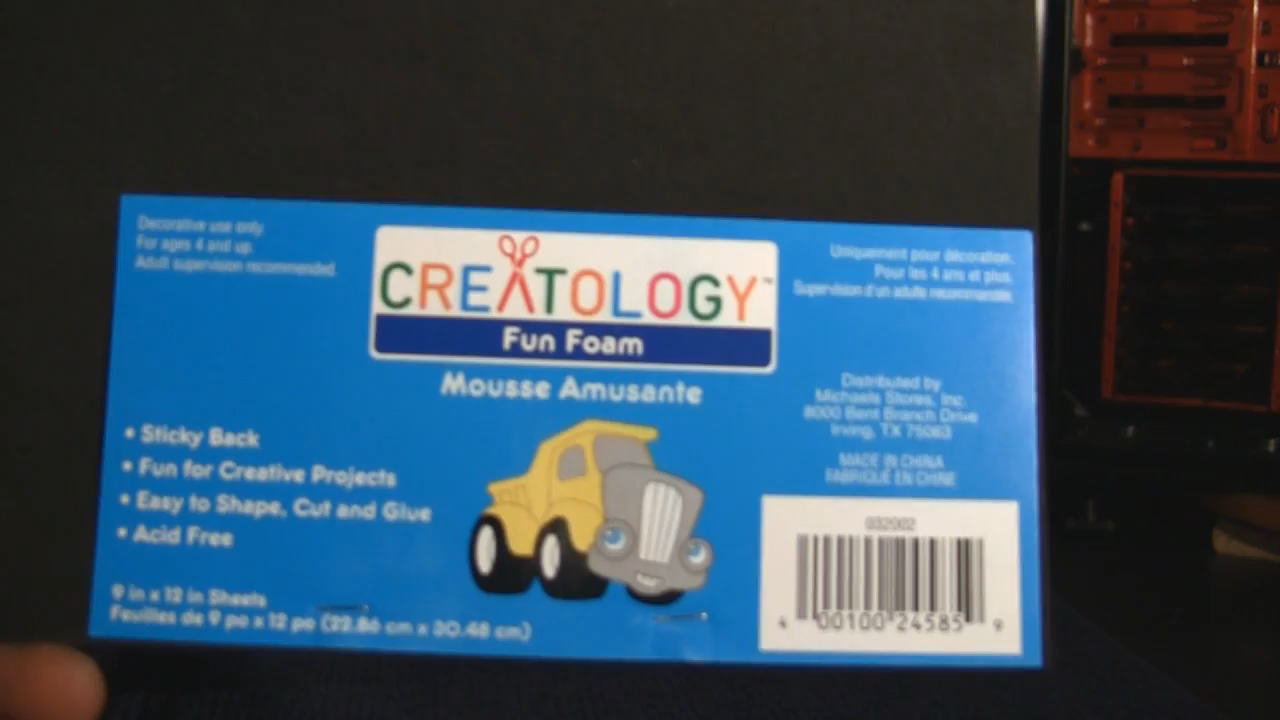 Decorative use only.
For ages 4 and up.
Adult supervision recommended.
CREATOLOGY™
Fun Foam
Mousse Amusante
Uniquement pour décoration.
Pour les 4 ans et plus.
Supervision d'un adulte recommandée.
• Sticky Back
• Fun for Creative Projects
• Easy to Shape, Cut and Glue
• Acid Free
9 in x 12 in Sheets
Feuilles de 9 po x 12 po (22.86 cm x 30.48 cm)
Distributed by
Michaels Stores, Inc.
8000 Bent Branch Drive
Irving, TX 75063
MADE IN CHINA
FABRIQUÉ EN CHINE
032002
4 00100 24585 9